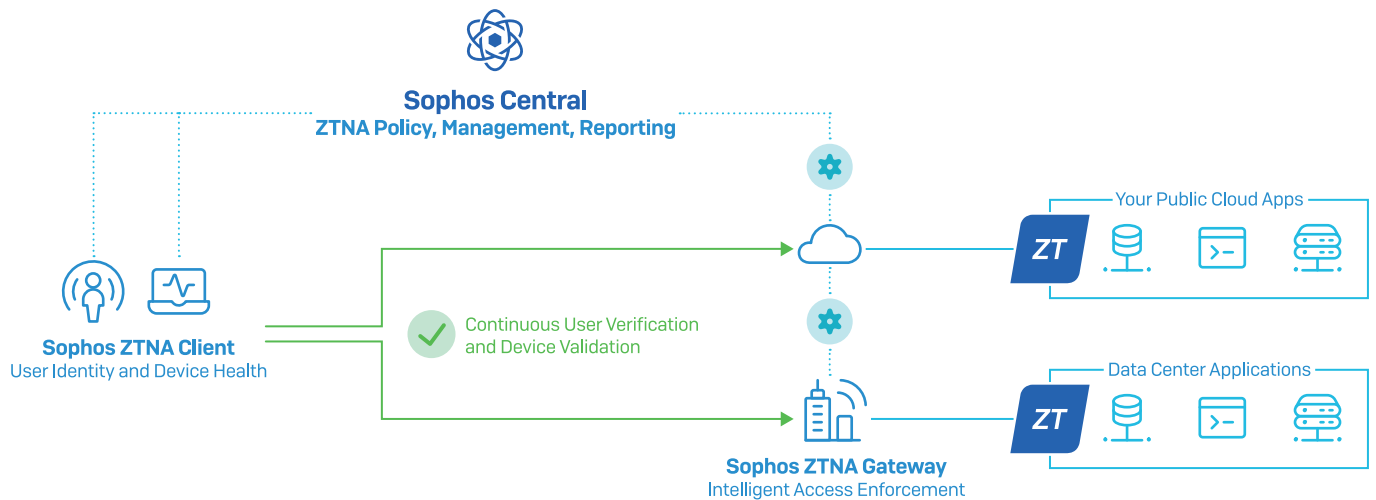 Sophos Central
ZTNA Policy, Management, Reporting
Your Public Cloud Apps
ZT
Continuous User Verification
and Device Validation
Sophos ZTNA Client
User Identity and Device Health
Data Center Applications
ZT
Sophos ZTNA Gateway
Intelligent Access Enforcement